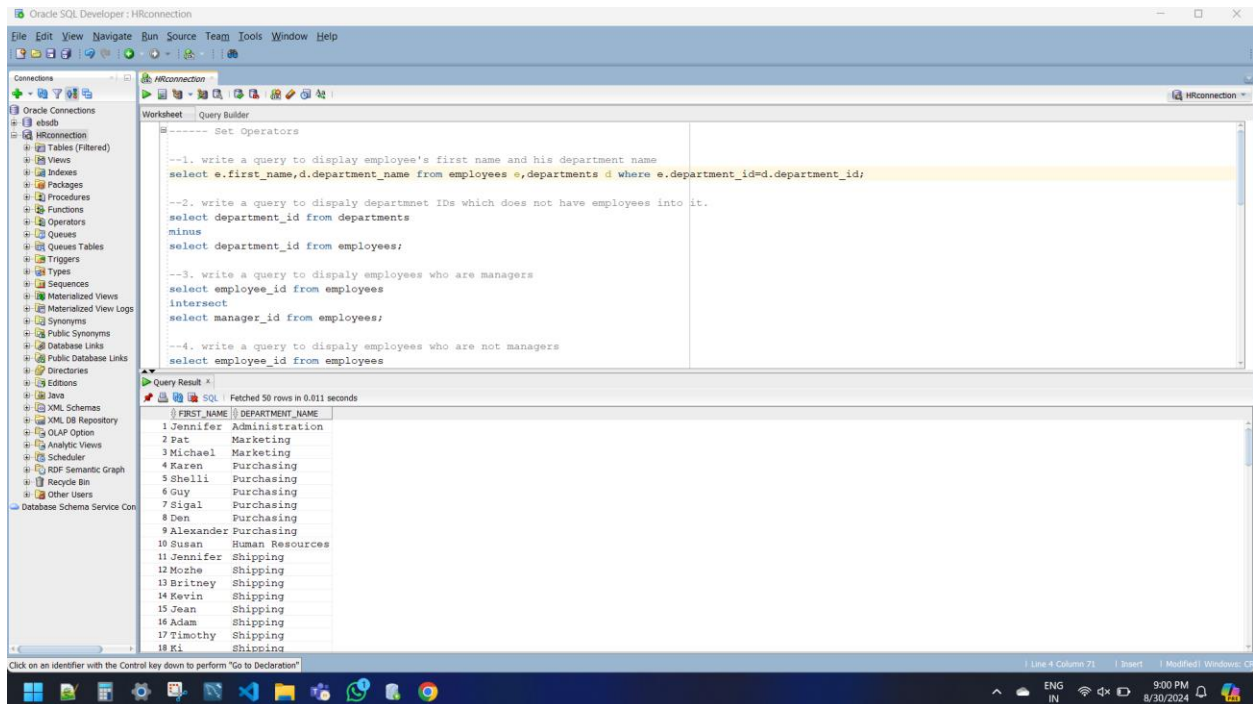 Oracle SQL Developer : HRconnection
File Edit View Navigate Run Source Team Tools Window Help
Connections
Oracle Connections
ebsdb
HRconnection
Tables (Filtered)
Views
Indexes
Packages
Procedures
Functions
Operators
Queues
Queues Tables
Triggers
Types
Sequences
Materialized Views
Materialized View Logs
Synonyms
Public Synonyms
Database Links
Public Database Links
Directories
Editions
Java
XML Schemas
XML DB Repository
OLAP Option
Analytic Views
Scheduler
RDF Semantic Graph
Recycle Bin
Other Users
Database Schema Service Con
HRconnection
HRconnection
Worksheet Query Builder
------ Set Operators
--1. write a query to display employee's first name and his department name
select e.first_name,d.department_name from employees e,departments d where e.department_id=d.department_id;
--2. write a query to dispaly departmnet IDs which does not have employees into it.
select department_id from departments
minus
select department_id from employees;
--3. write a query to dispaly employees who are managers
select employee_id from employees
intersect
select manager_id from employees;
--4. write a query to dispaly employees who are not managers
select employee_id from employees
Query Result
SQL | Fetched 50 rows in 0.011 seconds
FIRST_NAME DEPARTMENT_NAME
1 Jennifer Administration
2 Pat Marketing
3 Michael Marketing
4 Karen Purchasing
5 Shelli Purchasing
6 Guy Purchasing
7 Sigal Purchasing
8 Den Purchasing
9 Alexander Purchasing
10 Susan Human Resources
11 Jennifer Shipping
12 Mozhe Shipping
13 Britney Shipping
14 Kevin Shipping
15 Jean Shipping
16 Adam Shipping
17 Timothy Shipping
18 Ki Shipping
Click on an identifier with the Control key down to perform "Go to Declaration"
| Line 4 Column 71 | Insert | Modified| Windows: CR
ENG
IN
9:00 PM
8/30/2024